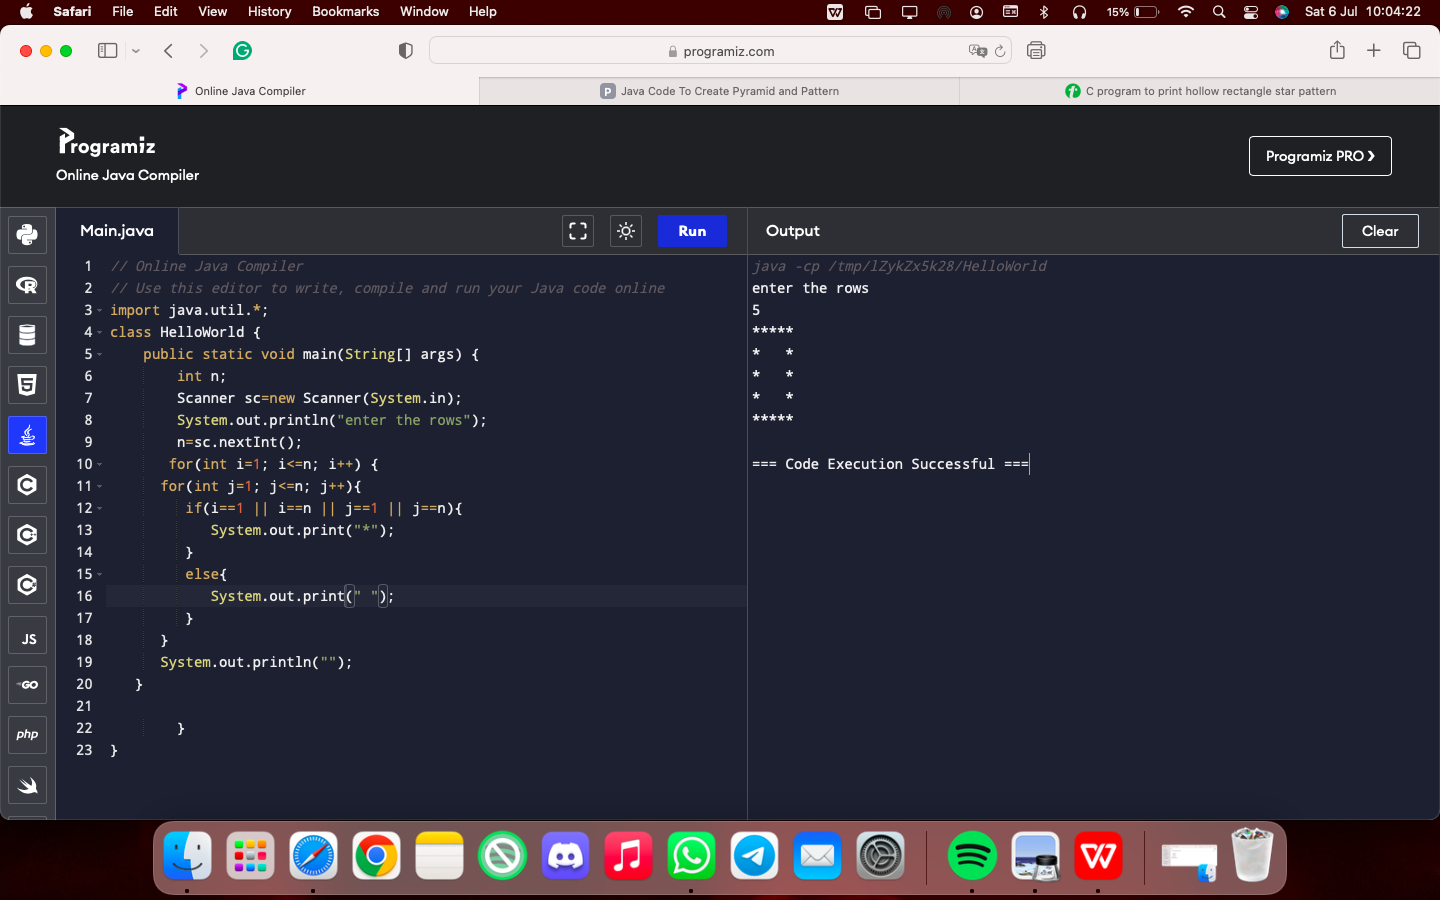 Safari File Edit View History Bookmarks Window Help 15% Sat 6 Jul 10:04:22
programiz.com
Online Java Compiler
P Java Code To Create Pyramid and Pattern
C program to print hollow rectangle star pattern
Programiz
Online Java Compiler
Programiz PRO ❯
Main.java
Run
Output
Clear
1 // Online Java Compiler
2 // Use this editor to write, compile and run your Java code online
3 import java.util.*;
4 class HelloWorld {
5     public static void main(String[] args) {
6         int n;
7         Scanner sc=new Scanner(System.in);
8         System.out.println("enter the rows");
9         n=sc.nextInt();
10        for(int i=1; i<=n; i++) {
11       for(int j=1; j<=n; j++){
12          if(i==1 || i==n || j==1 || j==n){
13             System.out.print("*");
14          }
15          else{
16             System.out.print(" ");
17          }
18       }
19       System.out.println("");
20    }
21
22         }
23 }
java -cp /tmp/lZykZx5k28/HelloWorld
enter the rows
5
*****
*   *
*   *
*   *
*****
=== Code Execution Successful ===
JS
GO
php